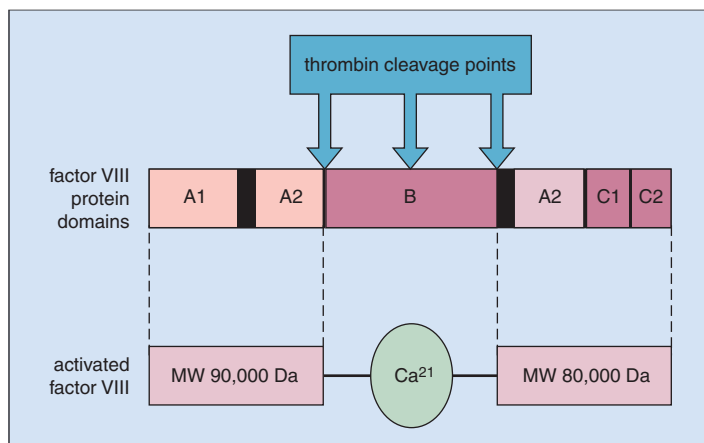 thrombin cleavage points
factor VIII
protein
domains
A1
A2
B
A2
C1
C2
activated
factor VIII
MW 90,000 Da
Ca²¹
MW 80,000 Da